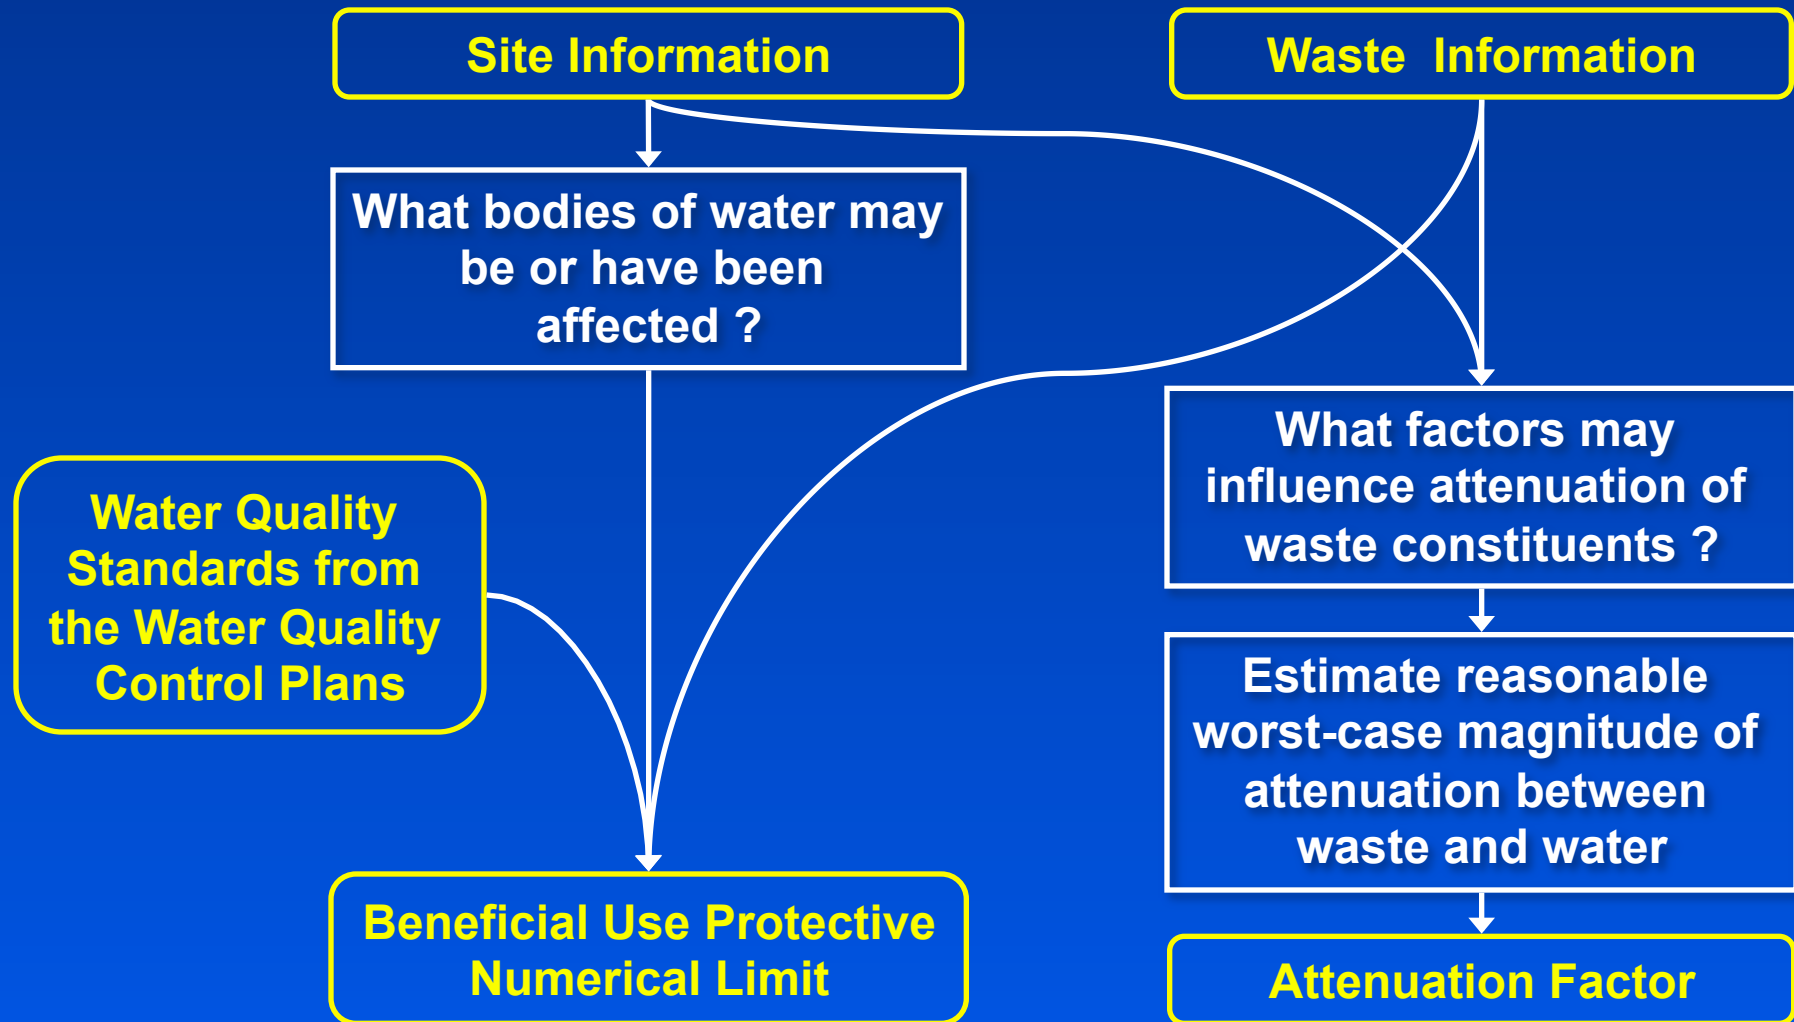 Site Information
Waste Information
What bodies of water may
be or have been
affected ?
What factors may
influence attenuation of
waste constituents ?
Water Quality
Standards from
the Water Quality
Control Plans
Estimate reasonable
worst-case magnitude of
attenuation between
waste and water
Beneficial Use Protective
Numerical Limit
Attenuation Factor